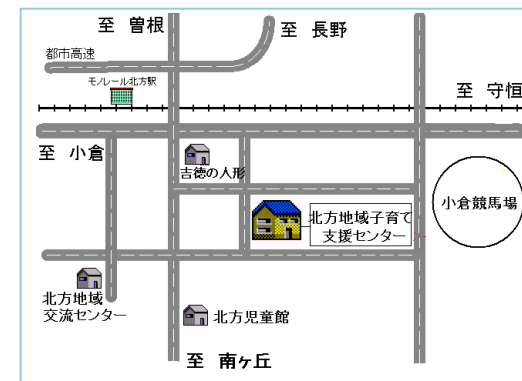 至 曽根
至 長野
都市高速
モノレール北方駅
至 守恒
至 小倉
吉徳の人形
小倉競馬場
北方地域子育て
支援センター
北方地域
交流センター
北方児童館
至 南ヶ丘